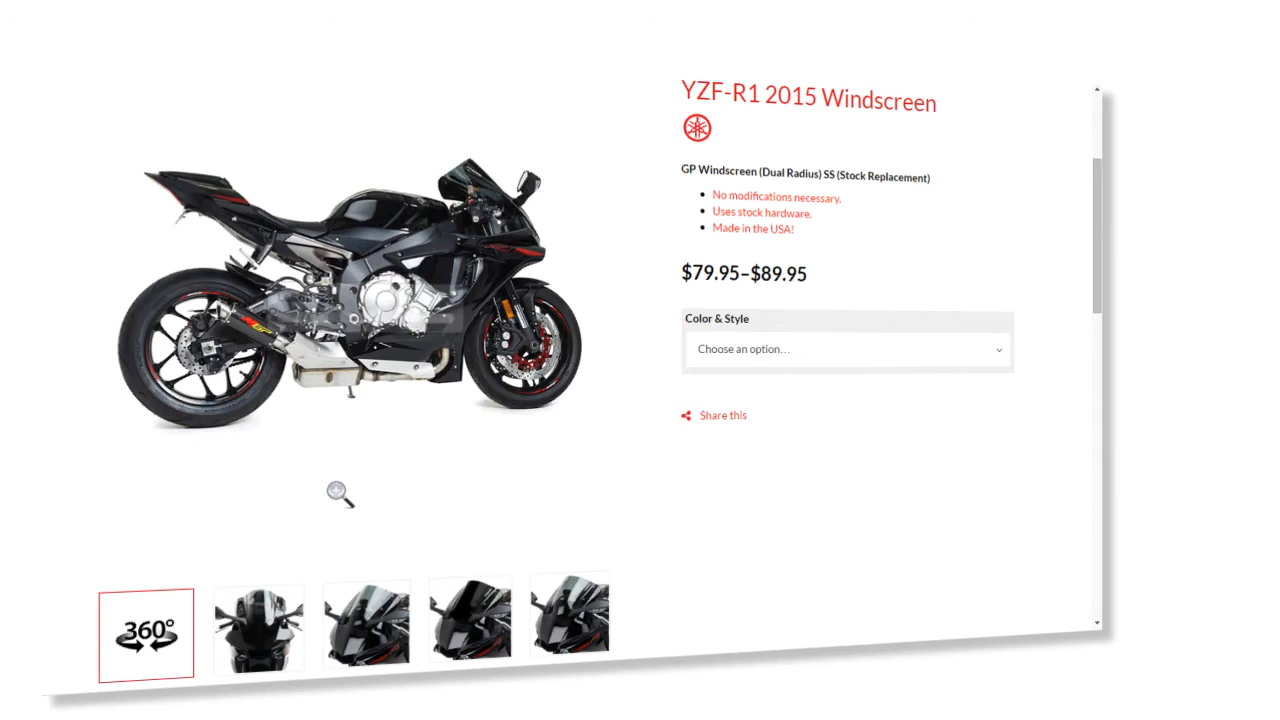 YZF-R1 2015 Windscreen
GP Windscreen (Dual Radius) SS (Stock Replacement)
No modifications necessary.
Uses stock hardware.
Made in the USA!
$79.95–$89.95
Color & Style
Choose an option…
Share this
360°